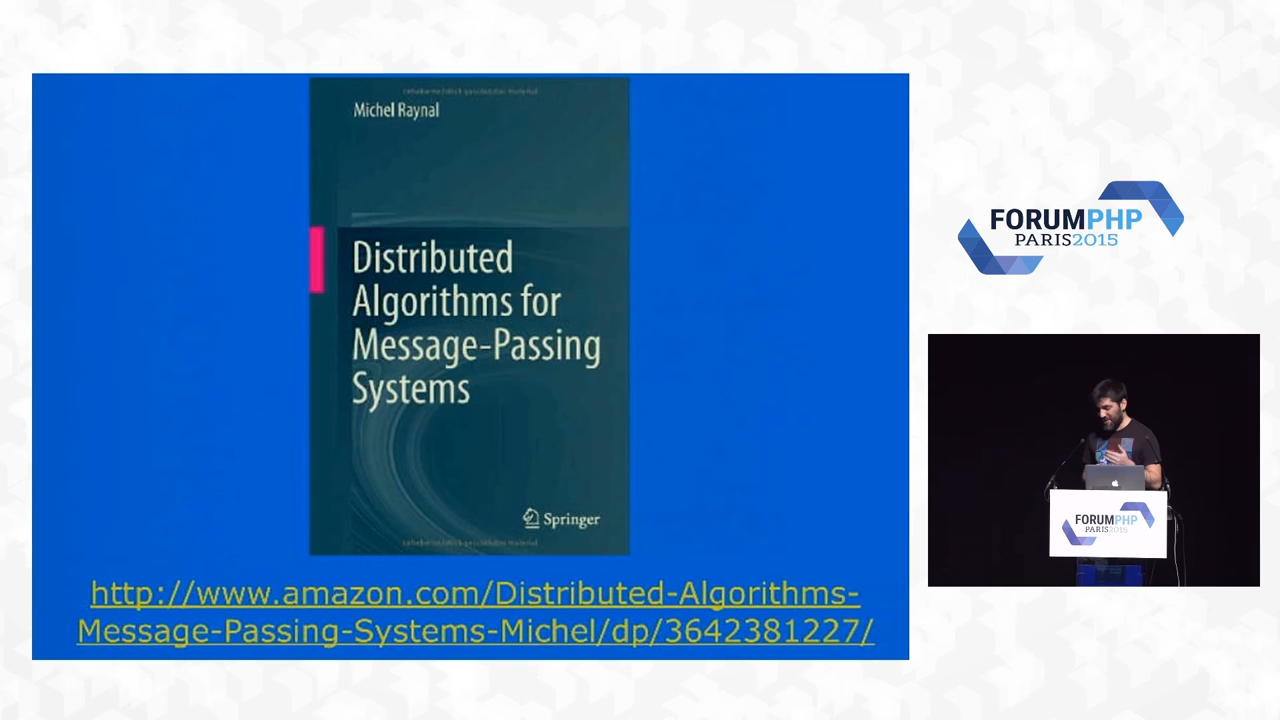 Michel Raynal
Distributed
Algorithms for
Message-Passing
Systems
Springer
http://www.amazon.com/Distributed-Algorithms-
Message-Passing-Systems-Michel/dp/3642381227/
FORUMPHP
PARIS2015
FORUMPHP
PARIS2015